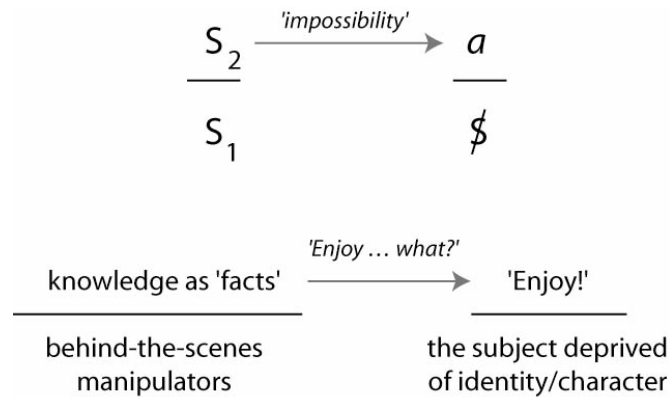 'impossibility'
S₂ a
S₁ $
'Enjoy … what?'
knowledge as 'facts' 'Enjoy!'
behind-the-scenes the subject deprived
manipulators of identity/character